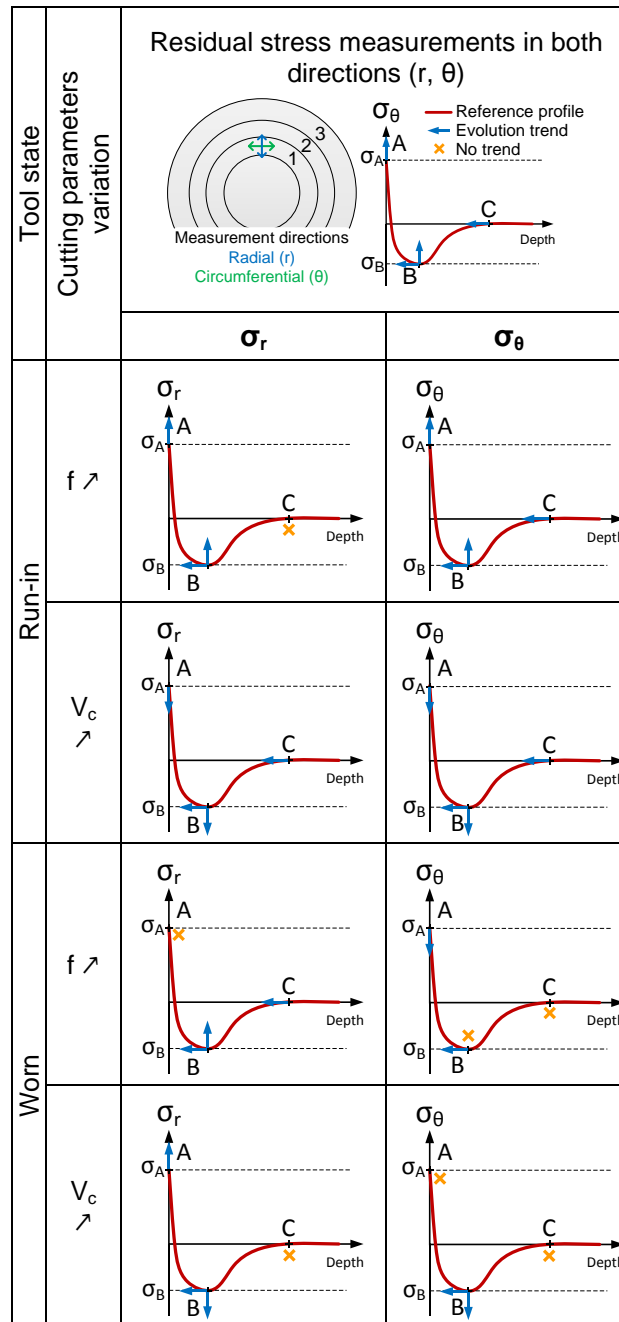 Tool state
Cutting parameters
variation
Residual stress measurements in both
directions (r, θ)
1
2
3
Measurement directions
Radial (r)
Circumferential (θ)
σθ
Reference profile
Evolution trend
No trend
A
σA
C
Depth
σB
B
σr
σθ
Run-in
f ↗
σr
A
σA
C
Depth
σB
B
σθ
A
σA
C
Depth
σB
B
Vc
↗
σr
A
σA
C
Depth
σB
B
σθ
A
σA
C
Depth
σB
B
Worn
f ↗
σr
A
σA
C
Depth
σB
B
σθ
A
σA
C
Depth
σB
B
Vc
↗
σr
A
σA
C
Depth
σB
B
σθ
A
σA
C
Depth
σB
B